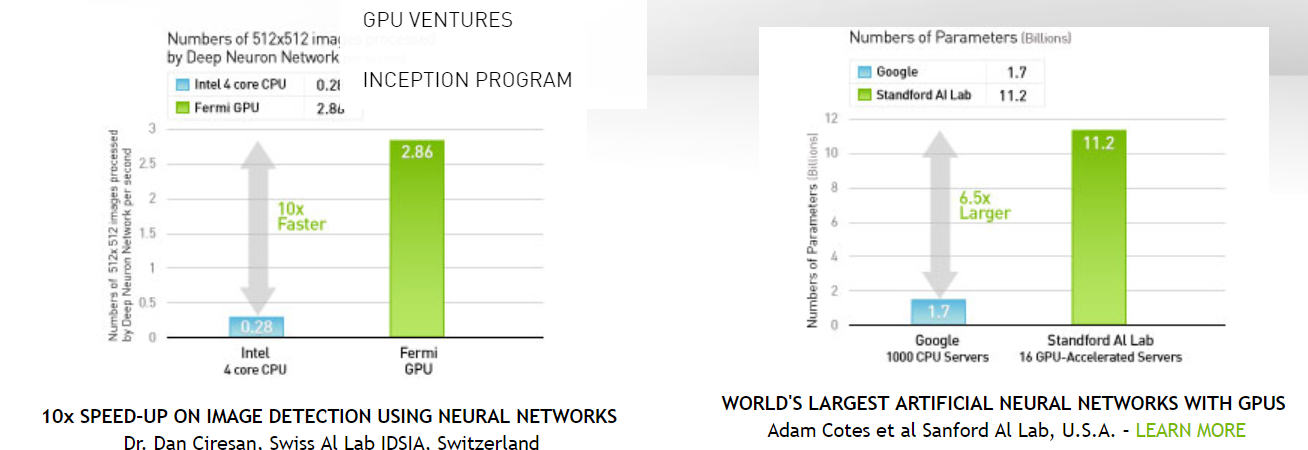 GPU VENTURES
INCEPTION PROGRAM
Numbers of 512x512 images processed
by Deep Neuron Network
Intel 4 core CPU 0.28
Fermi GPU 2.86
Numbers of 512x512 images processed
by Deep Neuron Network per second
3
2.5
2
1.5
1
0.5
0
10x
Faster
2.86
0.28
Intel
4 core CPU
Fermi
GPU
10x SPEED-UP ON IMAGE DETECTION USING NEURAL NETWORKS
Dr. Dan Ciresan, Swiss Al Lab IDSIA, Switzerland
Numbers of Parameters (Billions)
Google 1.7
Standford AI Lab 11.2
Numbers of Parameters (Billions)
12
10
8
6
4
2
0
6.5x
Larger
11.2
1.7
Google
1000 CPU Servers
Standford Al Lab
16 GPU-Accelerated Servers
WORLD'S LARGEST ARTIFICIAL NEURAL NETWORKS WITH GPUS
Adam Cotes et al Sanford Al Lab, U.S.A. - LEARN MORE